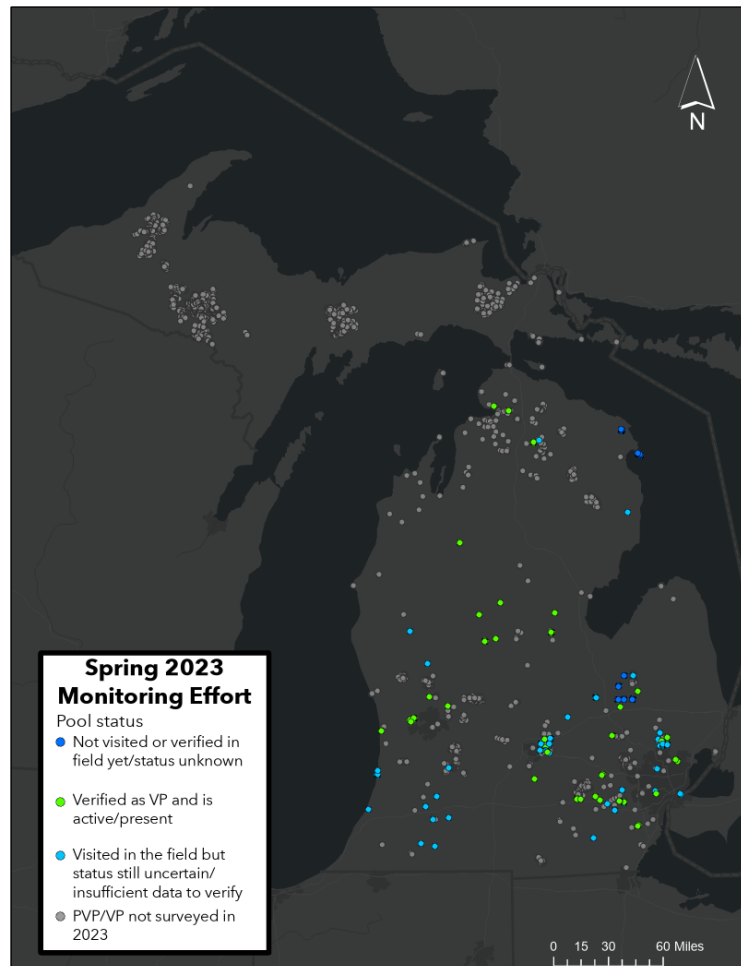 N
Spring 2023
Monitoring Effort
Pool status
Not visited or verified in
field yet/status unknown
Verified as VP and is
active/present
Visited in the field but
status still uncertain/
insufficient data to verify
PVP/VP not surveyed in
2023
0 15 30 60 Miles